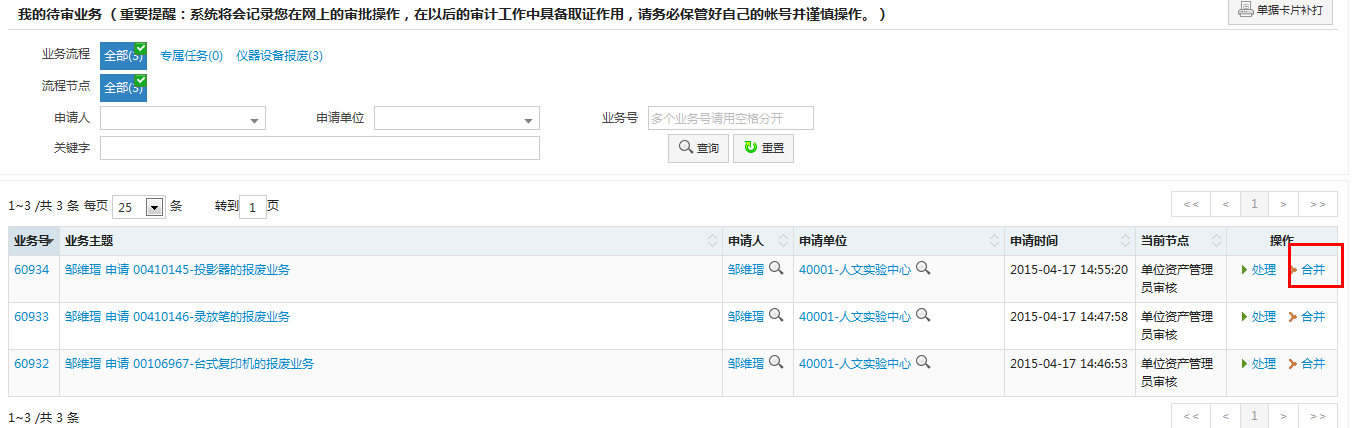 我的待审业务（重要提醒：系统将会记录您在网上的审批操作，在以后的审计工作中具备取证作用，请务必保管好自己的帐号并谨慎操作。）
单据卡片补打
业务流程 全部(3) 专属任务(0) 仪器设备报废(3)
流程节点 全部(3)
申请人 申请单位 业务号 多个业务号请用空格分开
关键字 查询 重置
1~3 /共 3 条 每页 25 条 转到 1 页 << < 1 > >>
业务号 业务主题 申请人 申请单位 申请时间 当前节点 操作
60934 邹维瑁 申请 00410145-投影器的报废业务 邹维瑁 40001-人文实验中心 2015-04-17 14:55:20 单位资产管理 处理 合并
员审核
60933 邹维瑁 申请 00410146-录放笔的报废业务 邹维瑁 40001-人文实验中心 2015-04-17 14:47:58 单位资产管理 处理 合并
员审核
60932 邹维瑁 申请 00106967-台式复印机的报废业务 邹维瑁 40001-人文实验中心 2015-04-17 14:46:53 单位资产管理 处理 合并
员审核
1~3 /共 3 条 << < 1 > >>